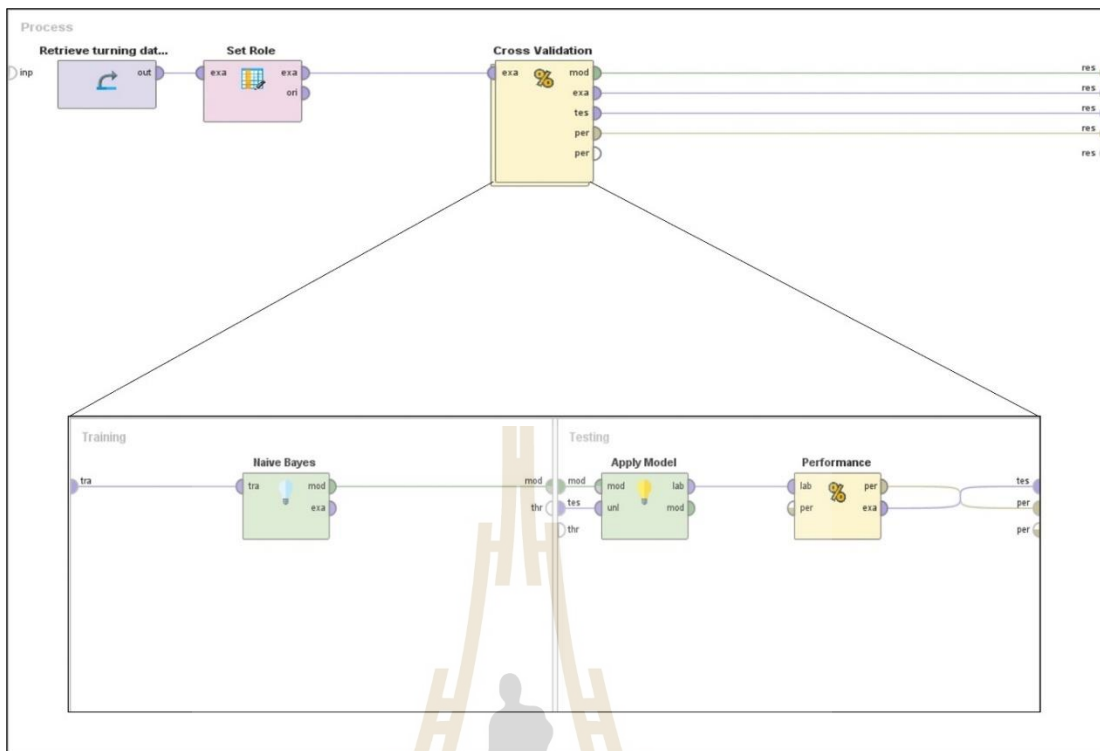 Process
Retrieve turning dat... Set Role Cross Validation
inp out exa exa exa mod res
ori exa res
tes res
per res
per res
Training Testing
Naive Bayes Apply Model Performance
tra tra mod mod mod mod lab lab per tes
exa thr tes unl mod per exa per
thr per